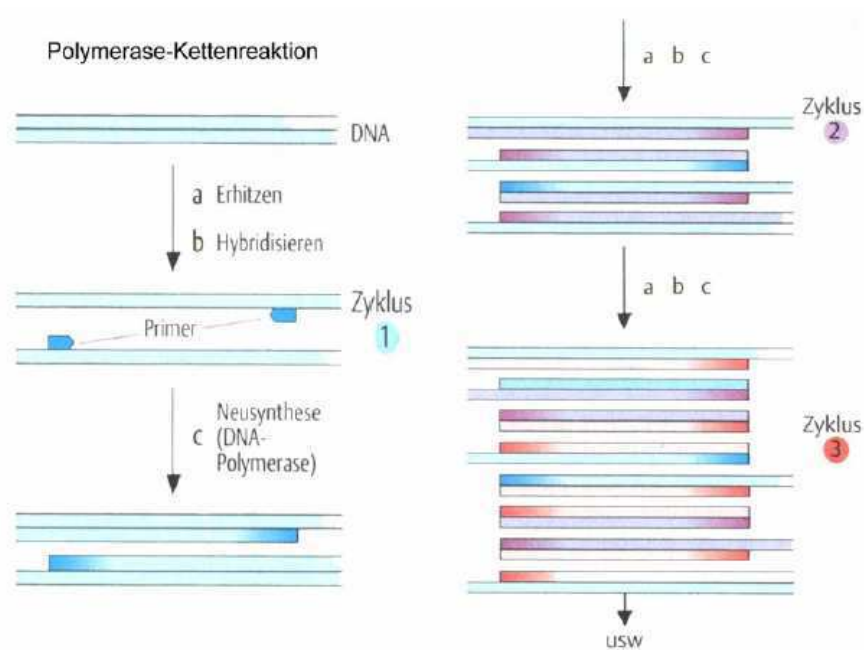 Polymerase-Kettenreaktion
DNA
a Erhitzen
b Hybridisieren
Primer
Zyklus
1
c
Neusynthese
(DNA-
Polymerase)
a b c
Zyklus
2
a b c
Zyklus
3
usw